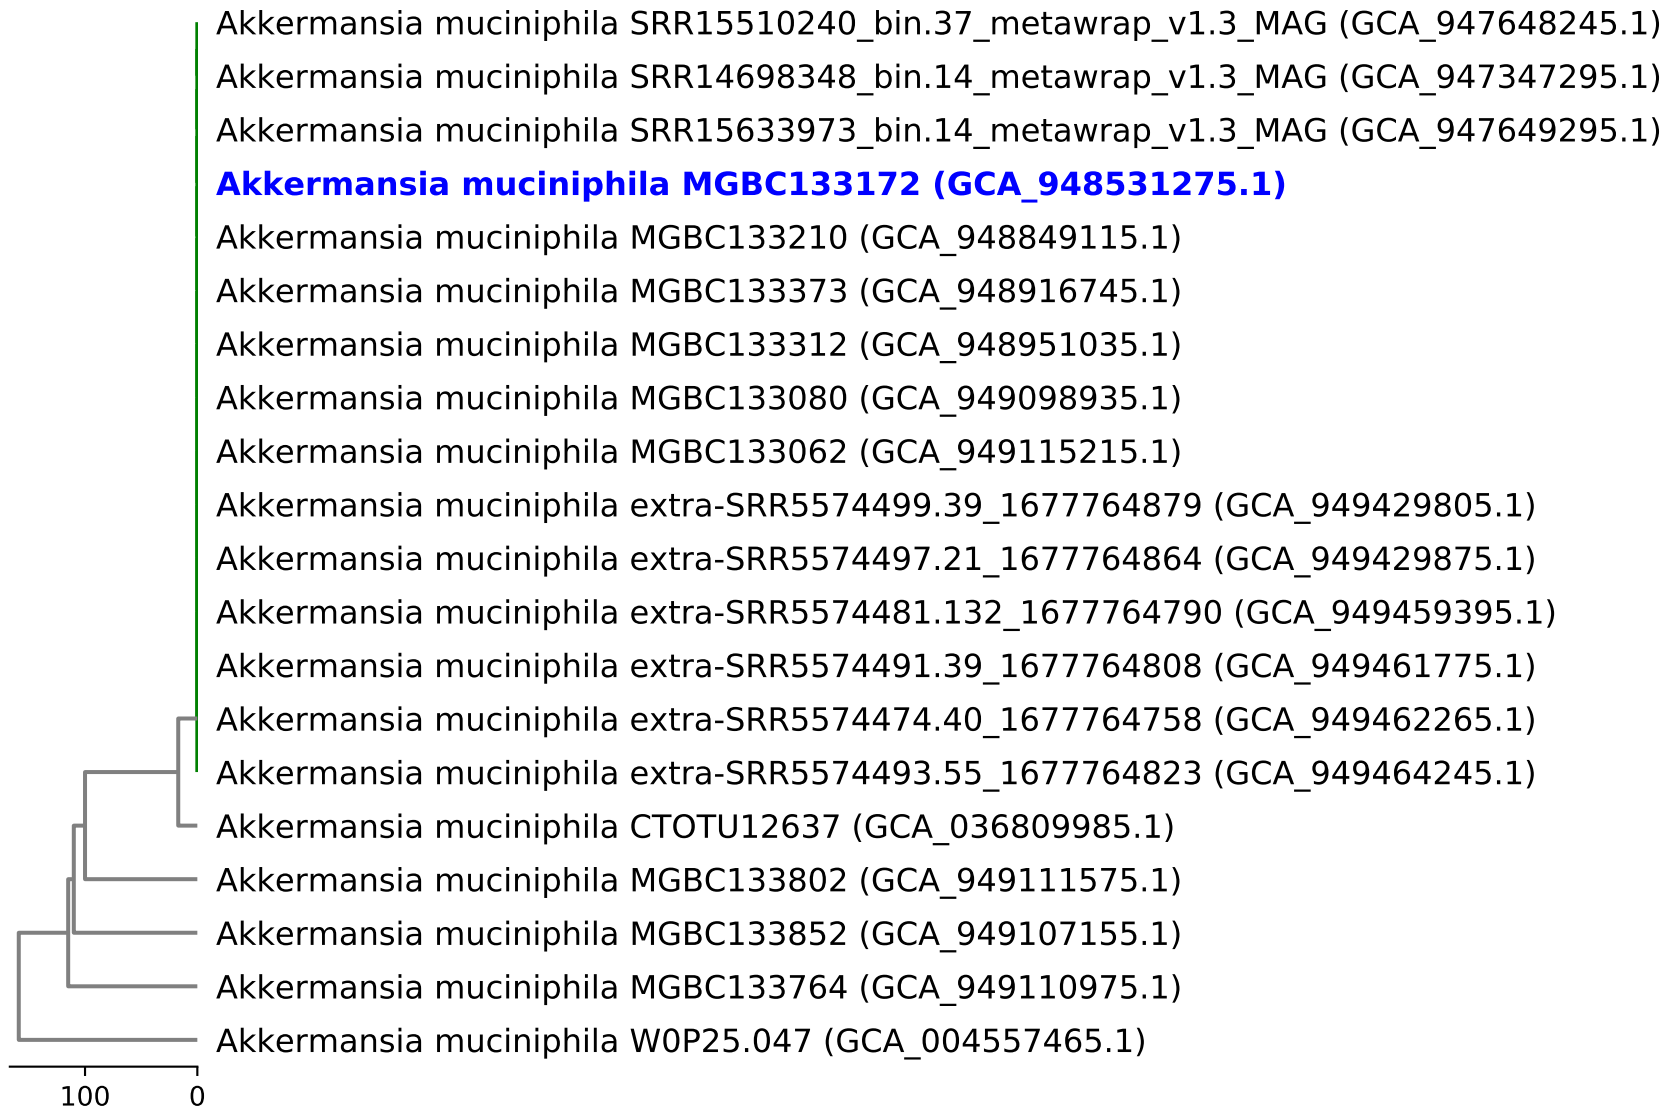 Akkermansia muciniphila SRR15510240_bin.37_metawrap_v1.3_MAG (GCA_947648245.1)
Akkermansia muciniphila SRR14698348_bin.14_metawrap_v1.3_MAG (GCA_947347295.1)
Akkermansia muciniphila SRR15633973_bin.14_metawrap_v1.3_MAG (GCA_947649295.1)
Akkermansia muciniphila MGBC133172 (GCA_948531275.1)
Akkermansia muciniphila MGBC133210 (GCA_948849115.1)
Akkermansia muciniphila MGBC133373 (GCA_948916745.1)
Akkermansia muciniphila MGBC133312 (GCA_948951035.1)
Akkermansia muciniphila MGBC133080 (GCA_949098935.1)
Akkermansia muciniphila MGBC133062 (GCA_949115215.1)
Akkermansia muciniphila extra-SRR5574499.39_1677764879 (GCA_949429805.1)
Akkermansia muciniphila extra-SRR5574497.21_1677764864 (GCA_949429875.1)
Akkermansia muciniphila extra-SRR5574481.132_1677764790 (GCA_949459395.1)
Akkermansia muciniphila extra-SRR5574491.39_1677764808 (GCA_949461775.1)
Akkermansia muciniphila extra-SRR5574474.40_1677764758 (GCA_949462265.1)
Akkermansia muciniphila extra-SRR5574493.55_1677764823 (GCA_949464245.1)
Akkermansia muciniphila CTOTU12637 (GCA_036809985.1)
Akkermansia muciniphila MGBC133802 (GCA_949111575.1)
Akkermansia muciniphila MGBC133852 (GCA_949107155.1)
Akkermansia muciniphila MGBC133764 (GCA_949110975.1)
Akkermansia muciniphila W0P25.047 (GCA_004557465.1)
100 0